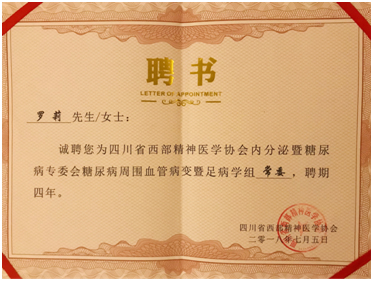 聘书
LETTER OF APPOINTMENT
罗莉 先生/女士：
诚聘您为四川省西部精神医学协会内分泌暨糖尿
病专委会糖尿病周围血管病变暨足病学组 常委，聘期
四年。
四川省西部精神医学协会
二零一八年七月五日